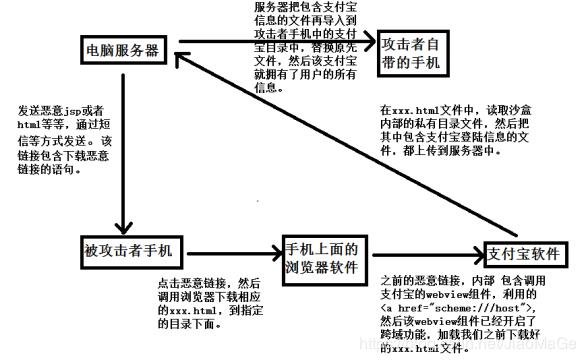 服务器把包含支付宝
信息的文件再导入到
攻击者手机中的支付
宝目录中，替换原先
文件，然后该支付宝
就拥有了用户的所有
信息。
电脑服务器
攻击者自
带的手机
发送恶意jsp或者
html等等，通过短
信等方式发送。 该
链接包含下载恶意
链接的语句。
在xxx.html文件中，读取沙盒
内部的私有目录文件，然后把
其中包含支付宝登陆信息的文
件，都上传到服务器中。
被攻击者手机
手机上面的
浏览器软件
支付宝软件
点击恶意链接，然后
调用浏览器下载相应
的xxx.html，到指定
的目录下面。
之前的恶意链接，内部 包含调用
支付宝的webview组件，利用的
<a href="scheme:///host">,
然后该webview组件已经开启了
跨域功能，加载我们之前下载好
的xxx.html文件。